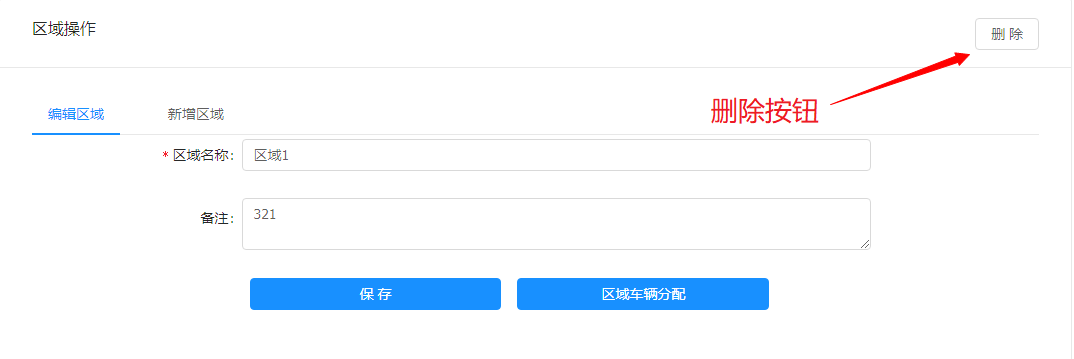 区域操作
删 除
删除按钮
编辑区域
新增区域
* 区域名称:
区域1
备注:
321
保 存
区域车辆分配